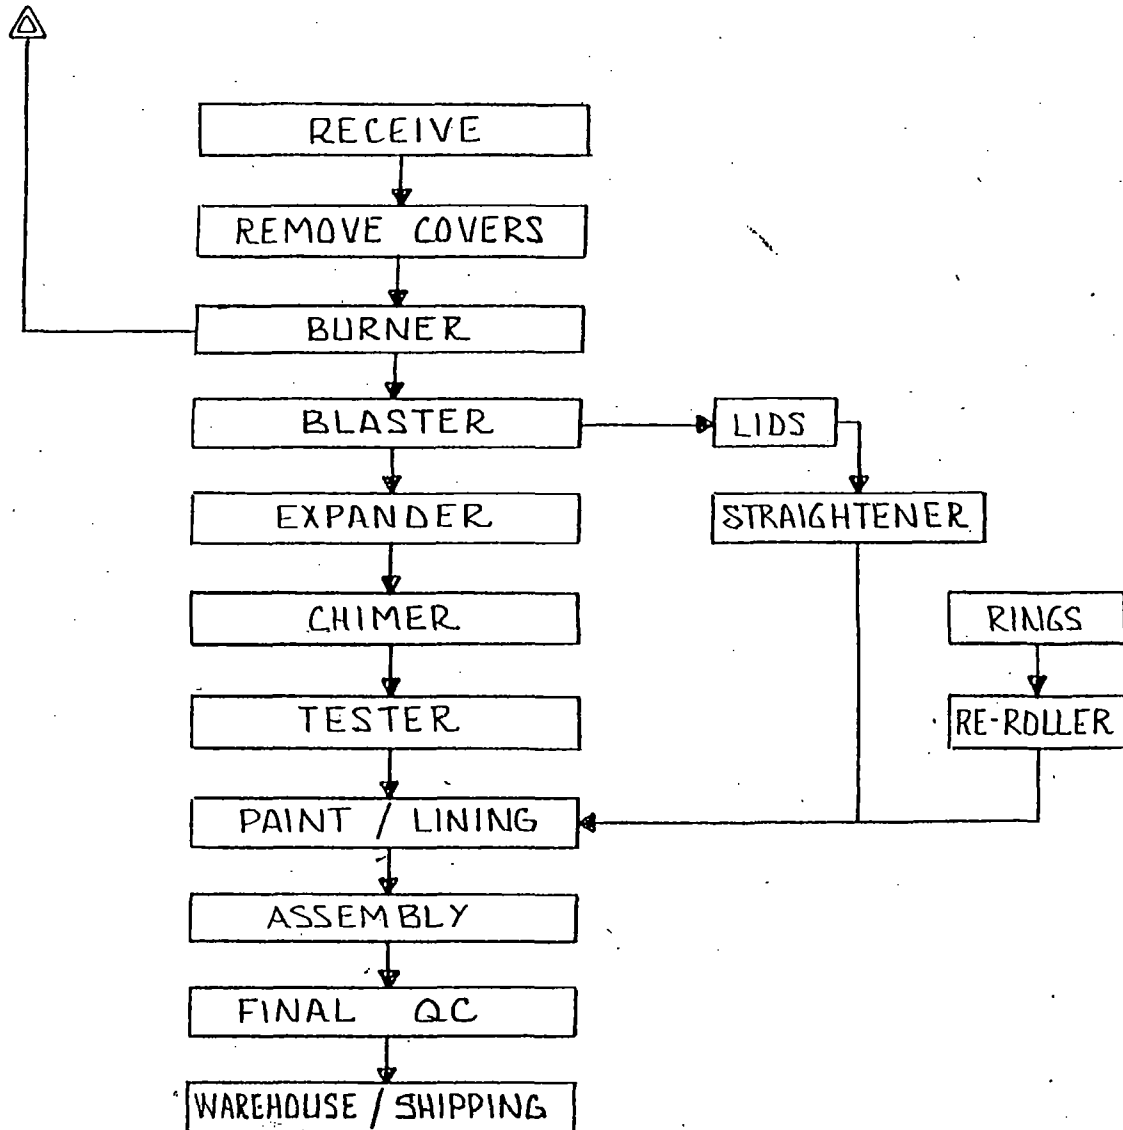 RECEIVE
REMOVE COVERS
BURNER
BLASTER
LIDS
EXPANDER
STRAIGHTENER
CHIMER
RINGS
TESTER
RE-ROLLER
PAINT / LINING
ASSEMBLY
FINAL QC
WAREHOUSE / SHIPPING